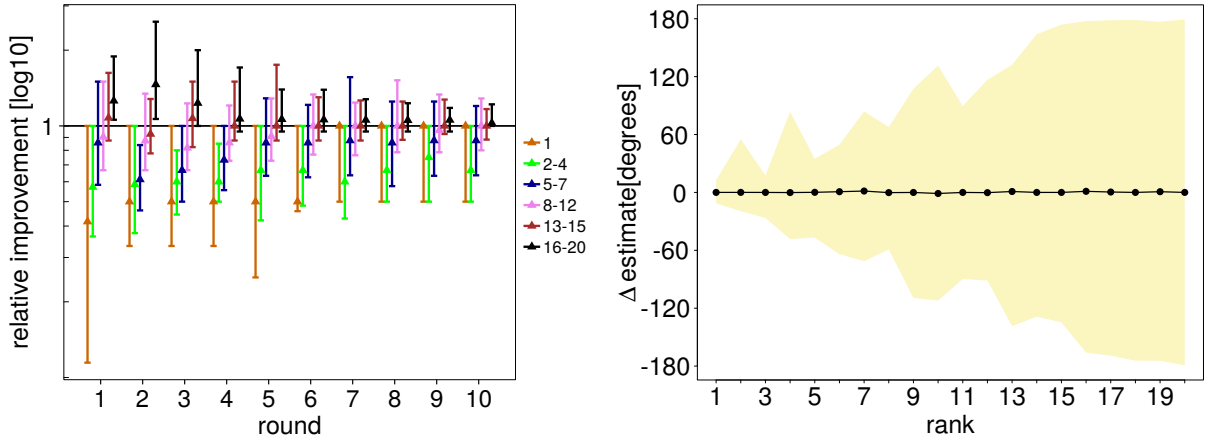 relative improvement [log10]
1
1 2 3 4 5 6 7 8 9 10
round
1
2-4
5-7
8-12
13-15
16-20
Δ estimate[degrees]
180
120
60
0
-60
-120
-180
1 3 5 7 9 11 13 15 17 19
rank